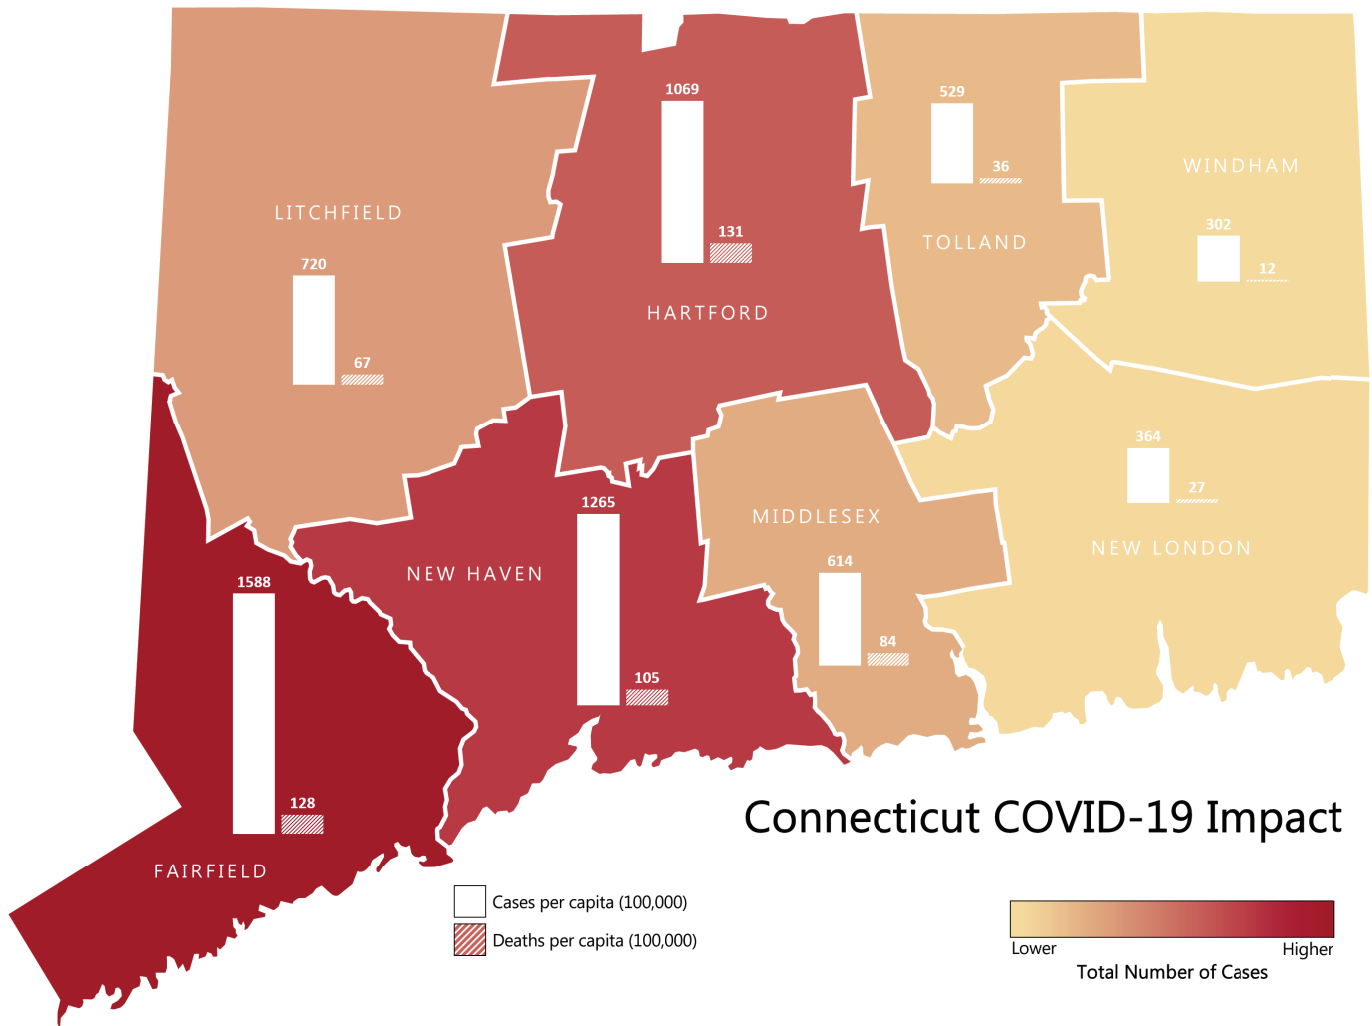 1069
131
HARTFORD
529
36
TOLLAND
WINDHAM
302
12
LITCHFIELD
720
67
364
27
NEW LONDON
MIDDLESEX
614
84
1265
105
NEW HAVEN
1588
128
FAIRFIELD
Connecticut COVID-19 Impact
Cases per capita (100,000)
Deaths per capita (100,000)
Lower
Higher
Total Number of Cases